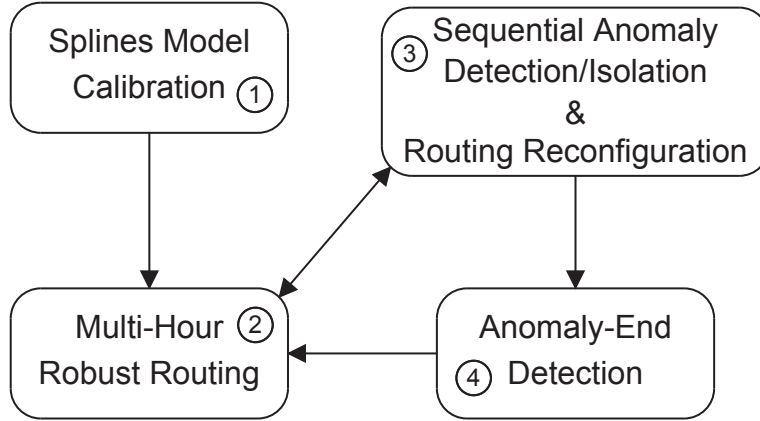 Splines Model
Calibration 1
3 Sequential Anomaly
Detection/Isolation
&
Routing Reconfiguration
Multi-Hour 2
Robust Routing
Anomaly-End
4 Detection